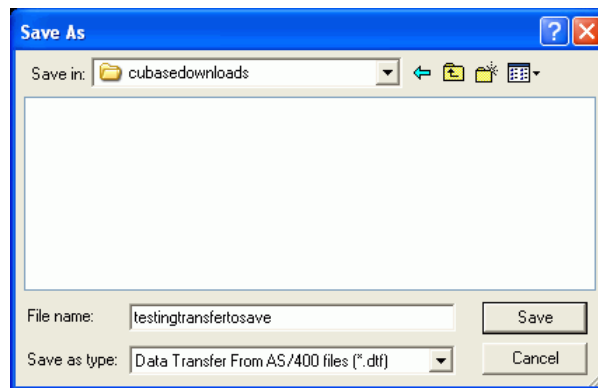 Save As
Save in: cubasedownloads
File name: testingtransfertosave Save
Save as type: Data Transfer From AS/400 files (*.dtf) Cancel